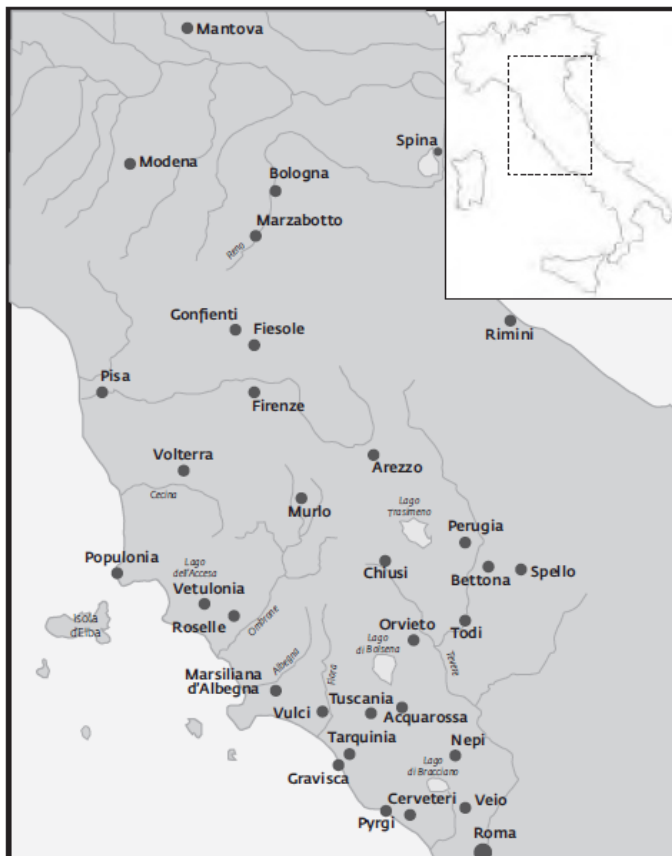 Mantova
Spina
Modena
Bologna
Marzabotto
Reno
Gonfienti
Fiesole
Rimini
Pisa
Firenze
Volterra
Arezzo
Cecina
Murlo
Lago
Trasimeno
Perugia
Populonia
Lago
dell'Accesa
Chiusi
Bettona
Spello
Vetulonia
Isola
d'Elba
Roselle
Ombrone
Orvieto
Todi
Lago
di Bolsena
Tevere
Albegna
Fiora
Marsiliana
d'Albegna
Tuscania
Vulci
Acquarossa
Tarquinia
Nepi
Lago
di Bracciano
Gravisca
Cerveteri
Veio
Pyrgi
Roma